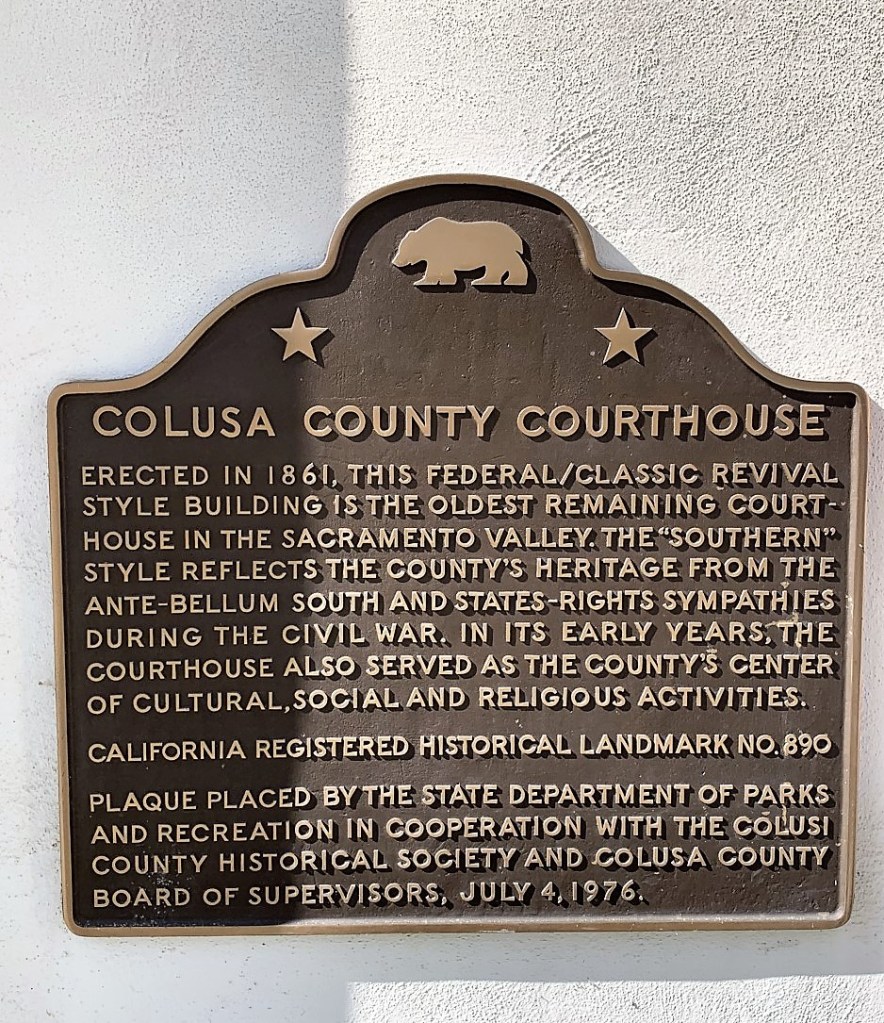 COLUSA COUNTY COURTHOUSE
ERECTED IN 1861, THIS FEDERAL/CLASSIC REVIVAL
STYLE BUILDING IS THE OLDEST REMAINING COURT-
HOUSE IN THE SACRAMENTO VALLEY. THE "SOUTHERN"
STYLE REFLECTS THE COUNTY'S HERITAGE FROM THE
ANTE-BELLUM SOUTH AND STATES-RIGHTS SYMPATHIES
DURING THE CIVIL WAR. IN ITS EARLY YEARS, THE
COURTHOUSE ALSO SERVED AS THE COUNTY'S CENTER
OF CULTURAL, SOCIAL AND RELIGIOUS ACTIVITIES.
CALIFORNIA REGISTERED HISTORICAL LANDMARK NO. 890
PLAQUE PLACED BY THE STATE DEPARTMENT OF PARKS
AND RECREATION IN COOPERATION WITH THE COLUSI
COUNTY HISTORICAL SOCIETY AND COLUSA COUNTY
BOARD OF SUPERVISORS, JULY 4, 1976.